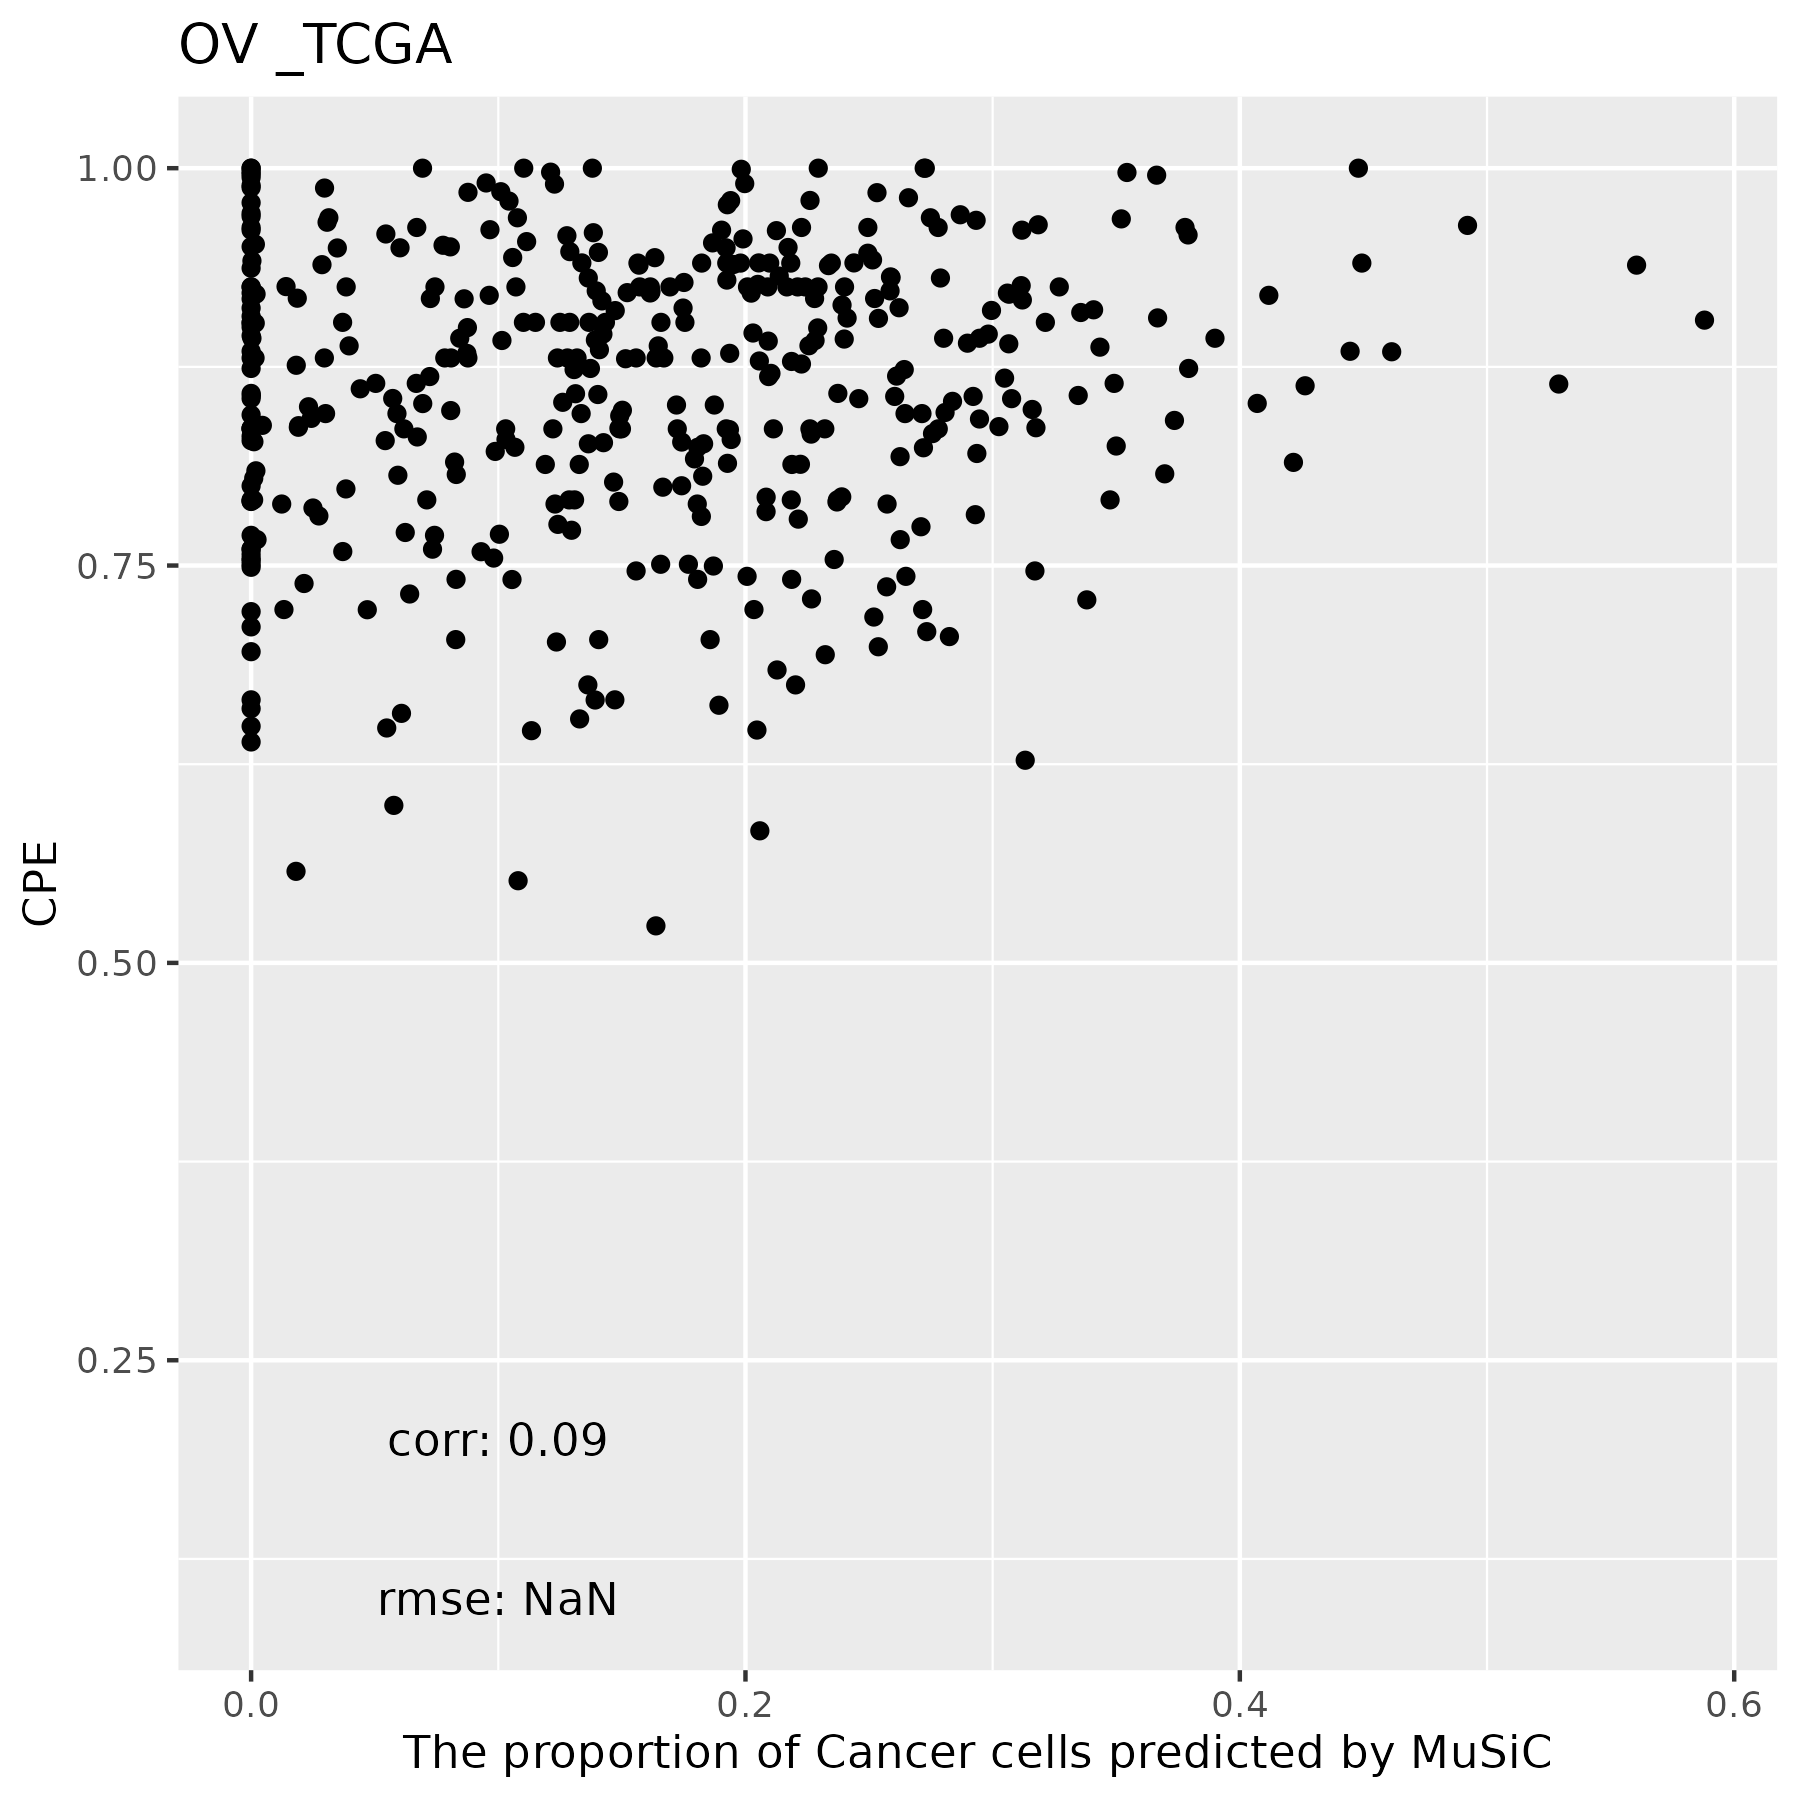 OV _TCGA
1.00
0.75
0.50
0.25
CPE
corr: 0.09
rmse: NaN
0.0 0.2 0.4 0.6
The proportion of Cancer cells predicted by MuSiC